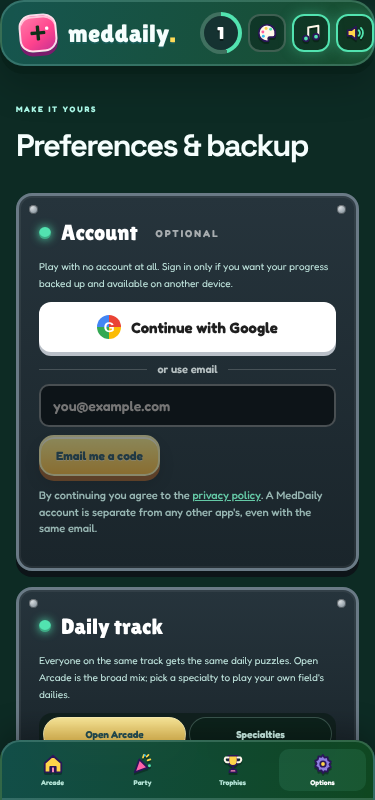 meddaily.
1
MAKE IT YOURS
Preferences & backup
Account OPTIONAL
Play with no account at all. Sign in only if you want your progress
backed up and available on another device.
G Continue with Google
or use email
you@example.com
Email me a code
By continuing you agree to the privacy policy. A MedDaily
account is separate from any other app's, even with the
same email.
Daily track
Everyone on the same track gets the same daily puzzles. Open
Arcade is the broad mix; pick a specialty to play your own field's
dailies.
Open Arcade Specialties
Arcade Party Trophies Options